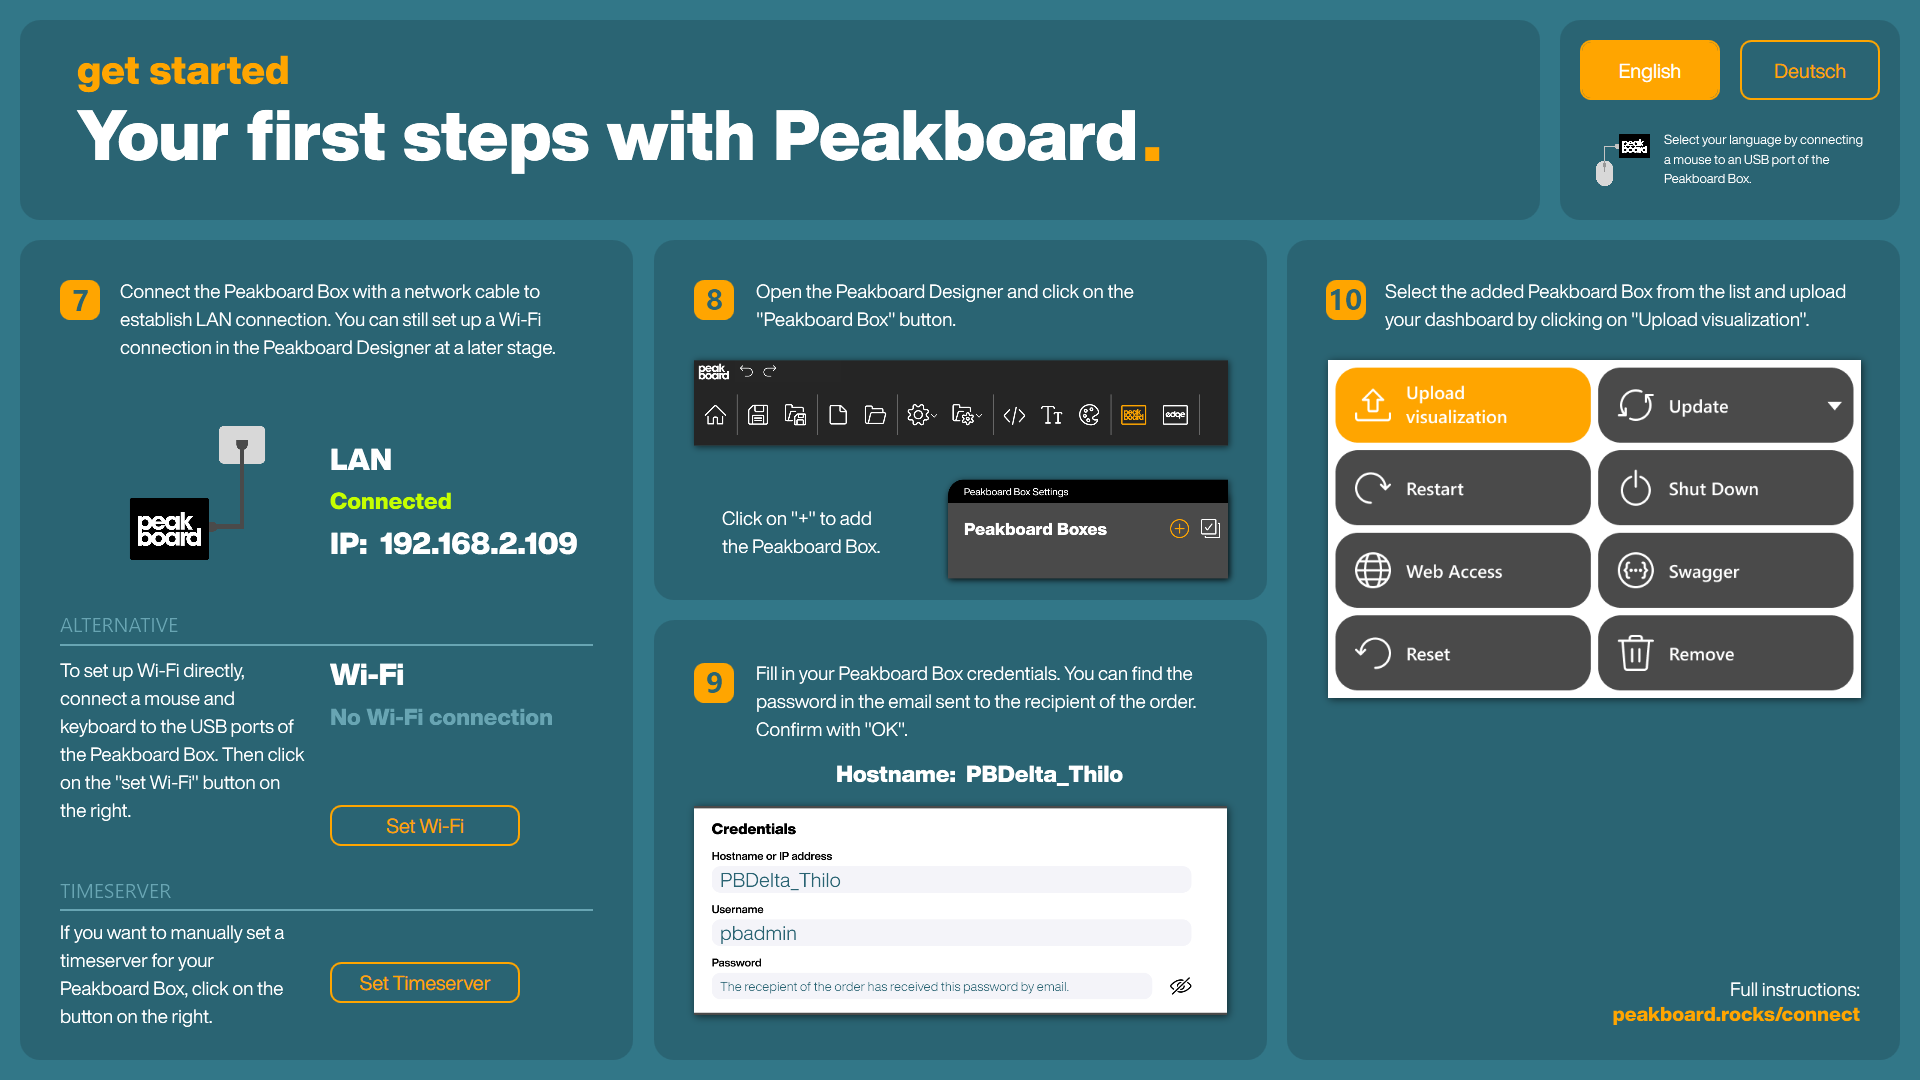 get started
Your first steps with Peakboard.
English
Deutsch
peak
board
Select your language by connecting
a mouse to an USB port of the
Peakboard Box.
7
Connect the Peakboard Box with a network cable to
establish LAN connection. You can still set up a Wi-Fi
connection in the Peakboard Designer at a later stage.
peak
board
LAN
Connected
IP: 192.168.2.109
ALTERNATIVE
To set up Wi-Fi directly,
connect a mouse and
keyboard to the USB ports of
the Peakboard Box. Then click
on the "set Wi-Fi" button on
the right.
Wi-Fi
No Wi-Fi connection
Set Wi-Fi
TIMESERVER
If you want to manually set a
timeserver for your
Peakboard Box, click on the
button on the right.
Set Timeserver
8
Open the Peakboard Designer and click on the
"Peakboard Box" button.
peak
board
Tt
peak
board
edge
Click on "+" to add
the Peakboard Box.
Peakboard Box Settings
Peakboard Boxes
9
Fill in your Peakboard Box credentials. You can find the
password in the email sent to the recipient of the order.
Confirm with "OK".
Hostname: PBDelta_Thilo
Credentials
Hostname or IP address
PBDelta_Thilo
Username
pbadmin
Password
The recepient of the order has received this password by email.
10
Select the added Peakboard Box from the list and upload
your dashboard by clicking on "Upload visualization".
Upload
visualization
Update
Restart
Shut Down
Web Access
Swagger
Reset
Remove
Full instructions:
peakboard.rocks/connect